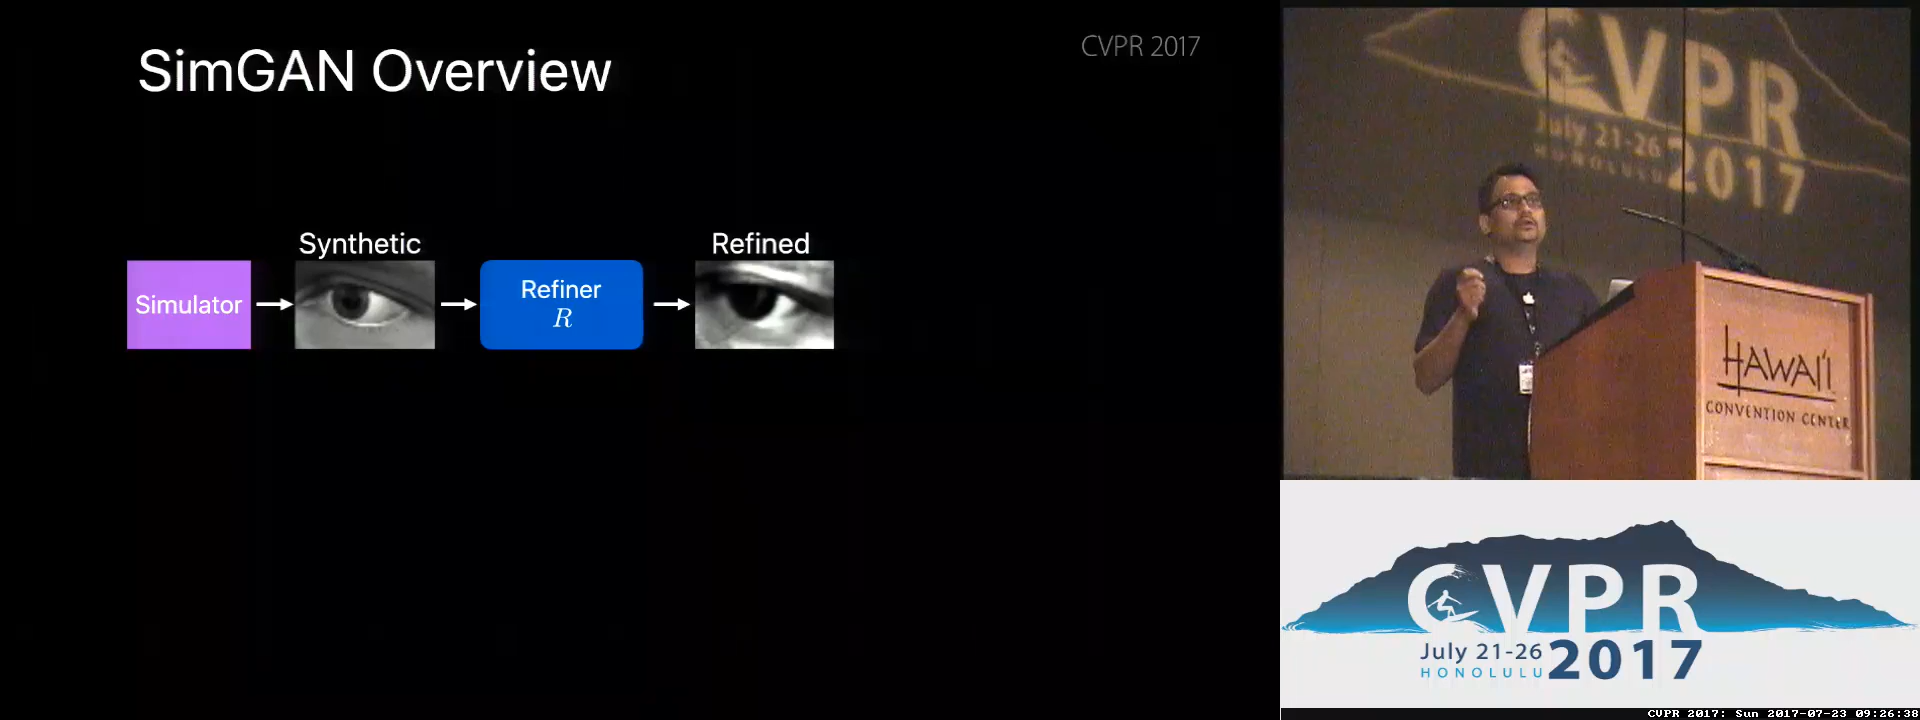 SimGAN Overview
CVPR 2017
Synthetic
Refined
Simulator
Refiner
R
CVPR
July 21-26
HONOLULU
2017
HAWAI'I
CONVENTION CENTER
CVPR
July 21-26
HONOLULU
2017
CVPR 2017: Sun 2017-07-23 09:26:38